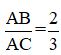 AB/AC = 2/3